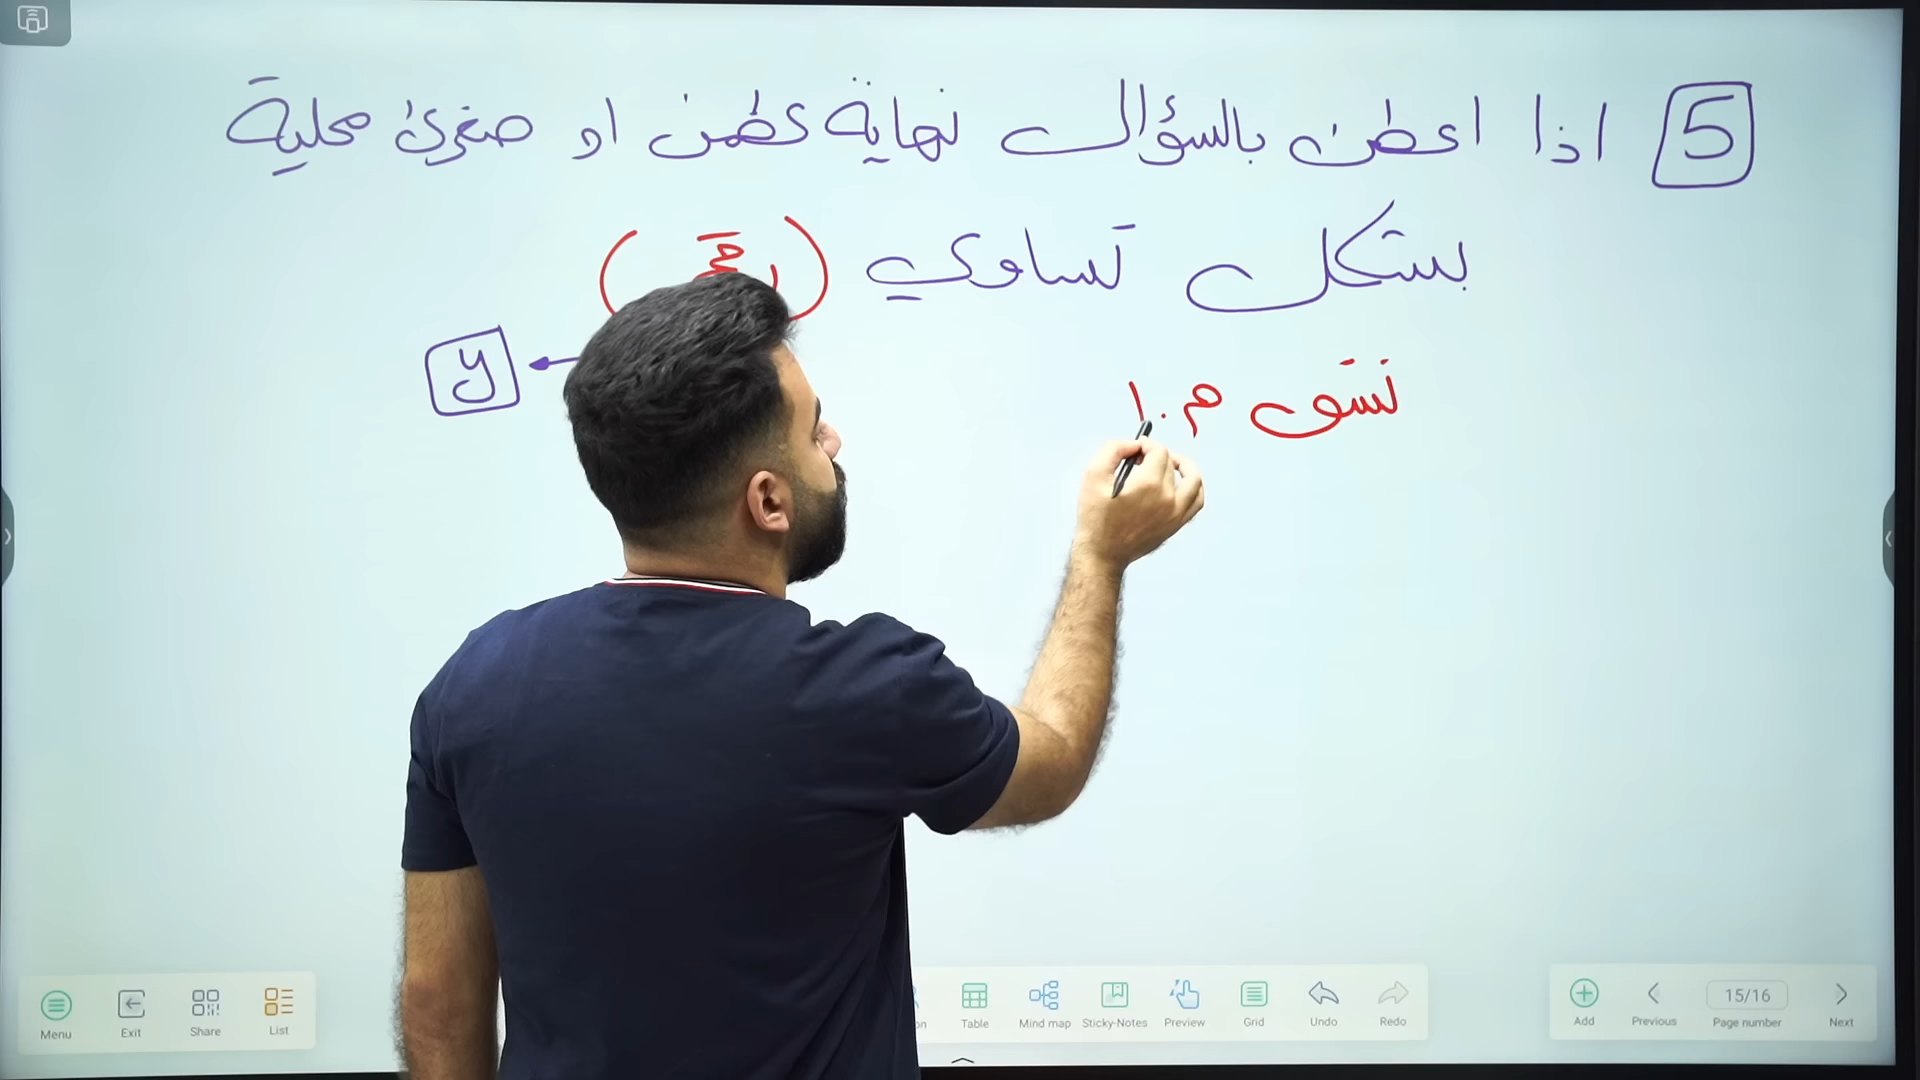 5 اذا اعطى بالسؤال نهاية عظمى او صغرى محلية
بشكل تساوي (رقم)
y
نشتق م.١
Menu Exit Share List Table Mind map Sticky-Notes Preview Grid Undo Redo Add Previous 15/16 Page number Next